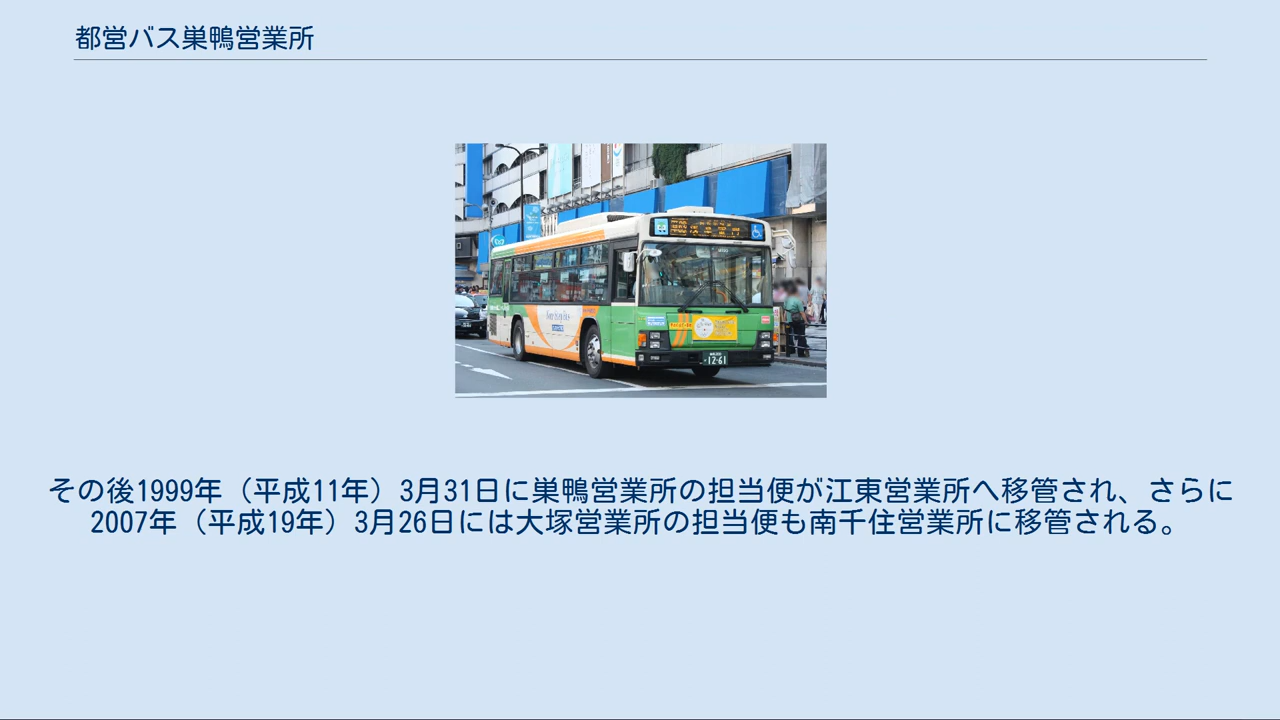 都営バス巣鴨営業所
-12-61
その後1999年（平成11年）3月31日に巣鴨営業所の担当便が江東営業所へ移管され、さらに
2007年（平成19年）3月26日には大塚営業所の担当便も南千住営業所に移管される。